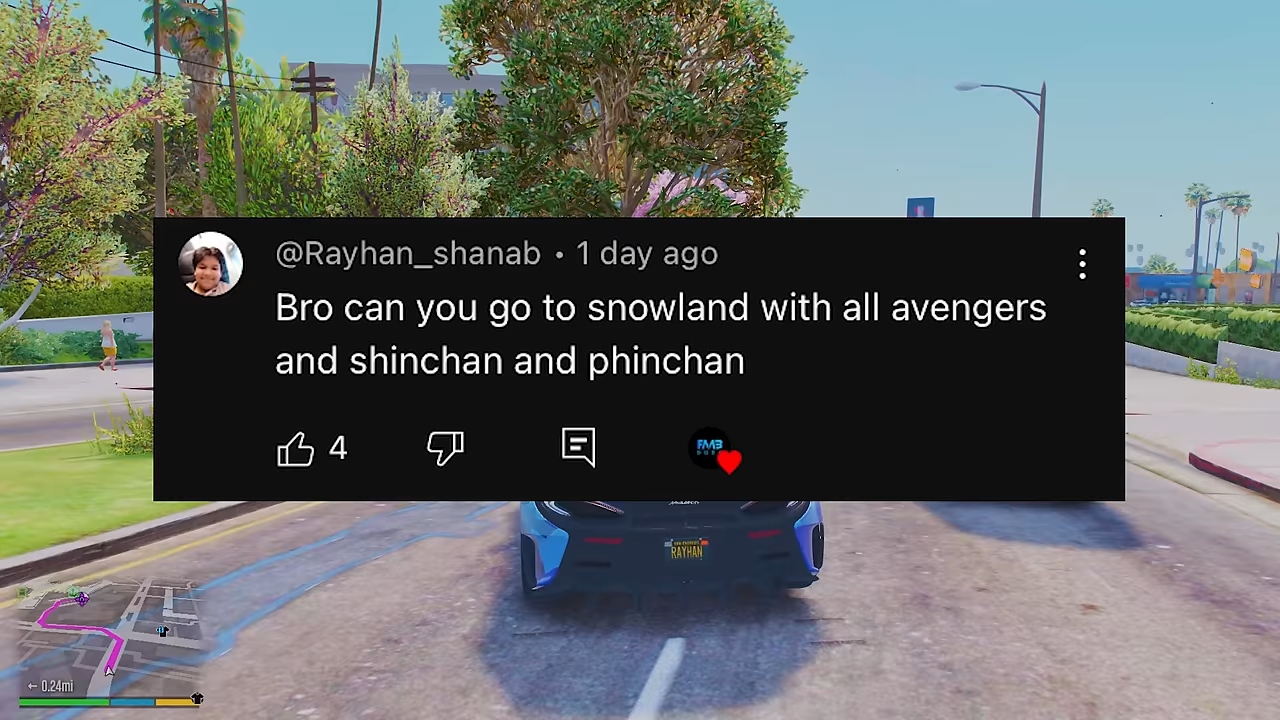 @Rayhan_shanab • 1 day ago
Bro can you go to snowland with all avengers
and shinchan and phinchan
4
FMB
RAYHAN
← 0.24mi